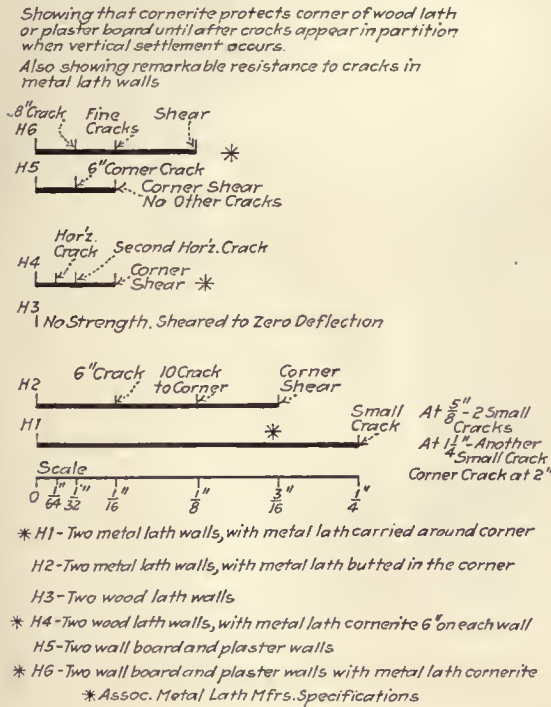 Showing that cornerite protects corner of wood lath
or plaster board until after cracks appear in partition
when vertical settlement occurs.
Also showing remarkable resistance to cracks in
metal lath walls
8" Crack Fine Cracks Shear
H6
*
H5 6" Corner Crack
Corner Shear
No Other Cracks
Hor'z. Crack
Second Hor'z. Crack
H4 Corner Shear *
H3 No Strength. Sheared to Zero Deflection
6" Crack 10 Crack to Corner Corner Shear
H2
H1 * Small Crack
At 5/8" - 2 Small
Cracks
At 1 1/4" - Another
Small Crack
Corner Crack at 2"
Scale
0 1/64" 1/32" 1/16" 1/8" 3/16" 1/4"
* H1 - Two metal lath walls, with metal lath carried around corner
H2 - Two metal lath walls, with metal lath butted in the corner
H3 - Two wood lath walls
* H4 - Two wood lath walls, with metal lath cornerite 6" on each wall
H5 - Two wall board and plaster walls
* H6 - Two wall board and plaster walls with metal lath cornerite
* Assoc. Metal Lath Mfrs. Specifications